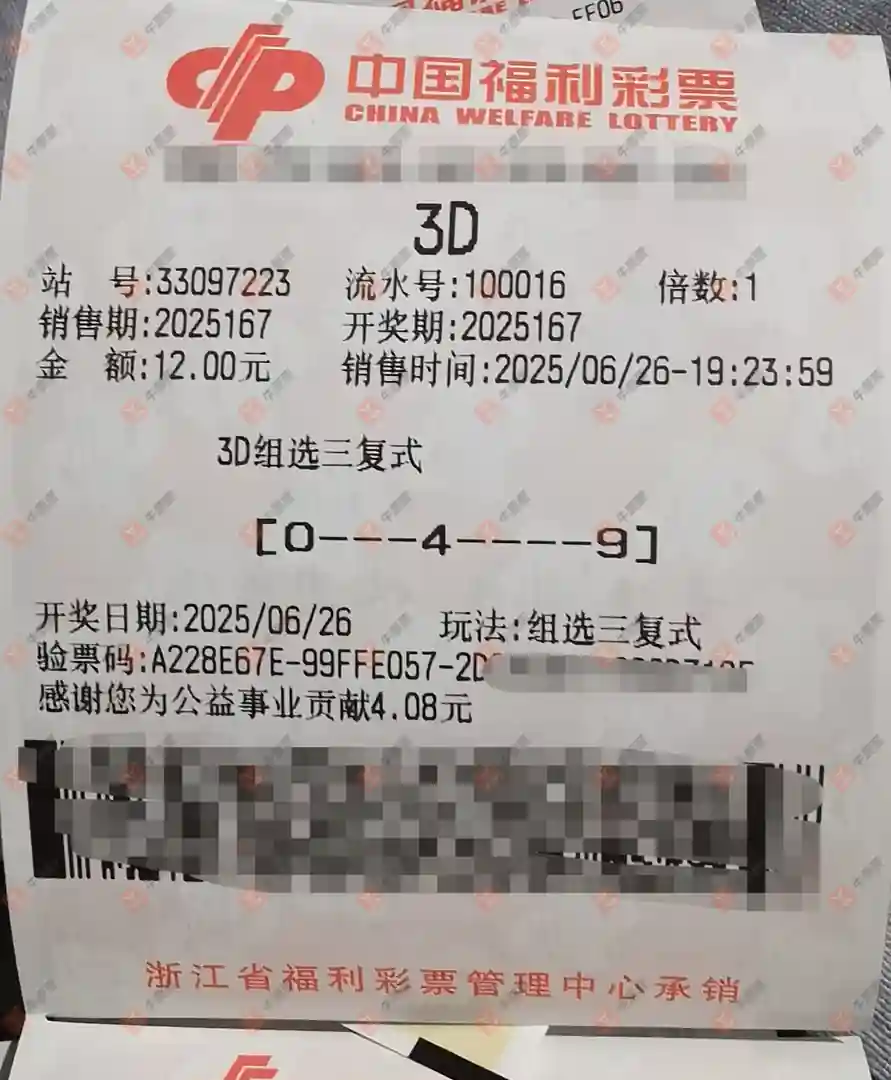 FF06
中国福利彩票
CHINA WELFARE LOTTERY
3D
站 号:33097223 流水号:100016 倍数:1
销售期:2025167 开奖期:2025167
金 额:12.00元 销售时间:2025/06/26-19:23:59
3D组选三复式
[0---4----9]
开奖日期:2025/06/26 玩法:组选三复式
验票码:A228E67E-99FFE057-2D
感谢您为公益事业贡献4.08元
浙江省福利彩票管理中心承销